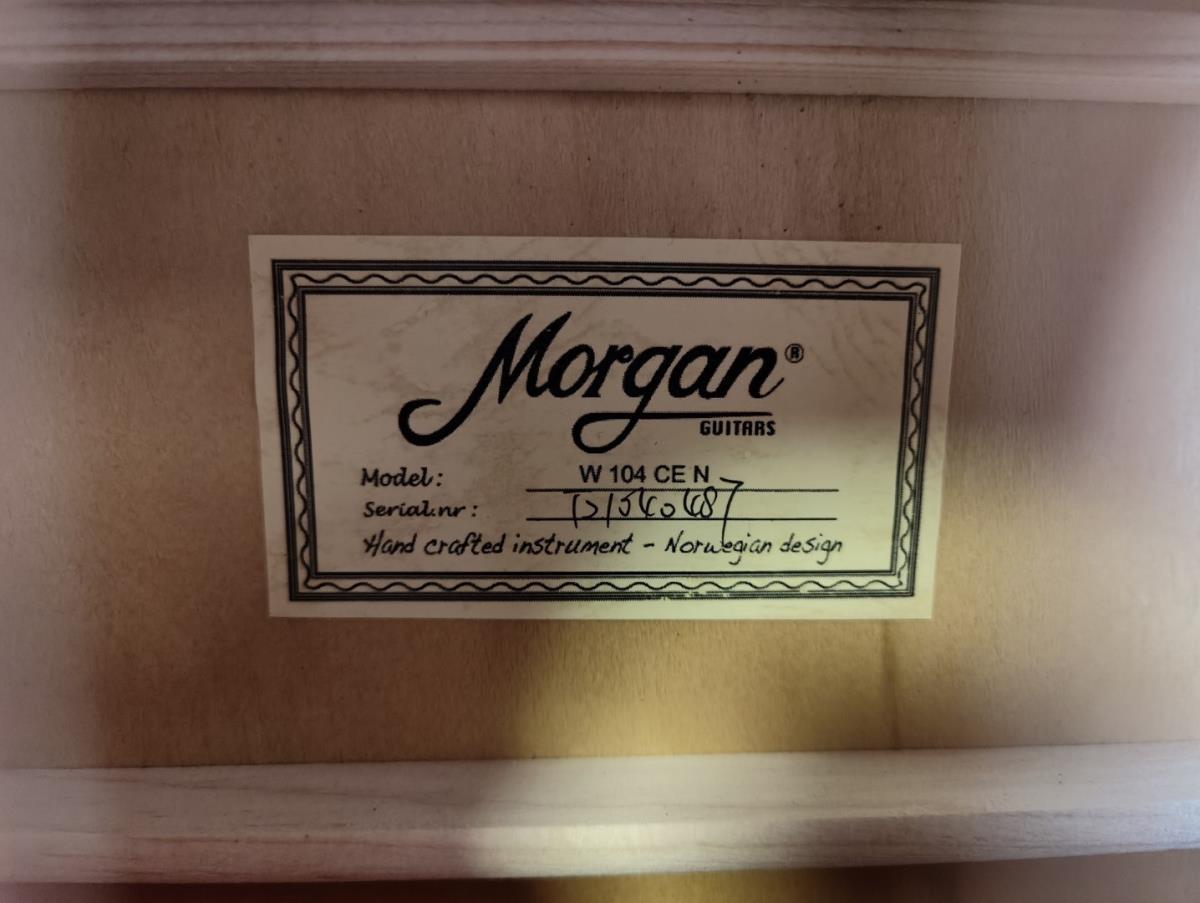 Morgan®
GUITARS
Model: W 104 CE N
Serial.nr:
Hand crafted instrument - Norwegian design